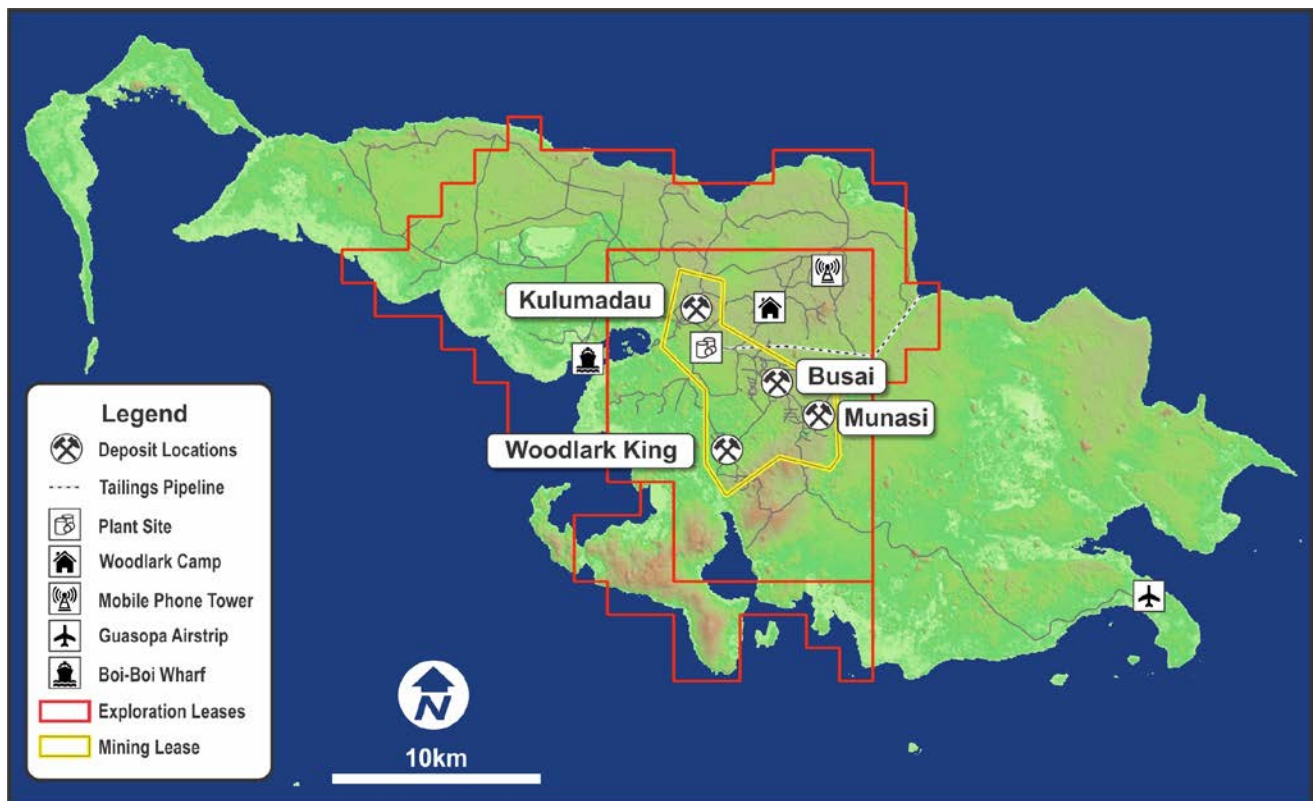 Kulumadau
Busai
Munasi
Woodlark King
Legend
Deposit Locations
Tailings Pipeline
Plant Site
Woodlark Camp
Mobile Phone Tower
Guasopa Airstrip
Boi-Boi Wharf
Exploration Leases
Mining Lease
N
10km